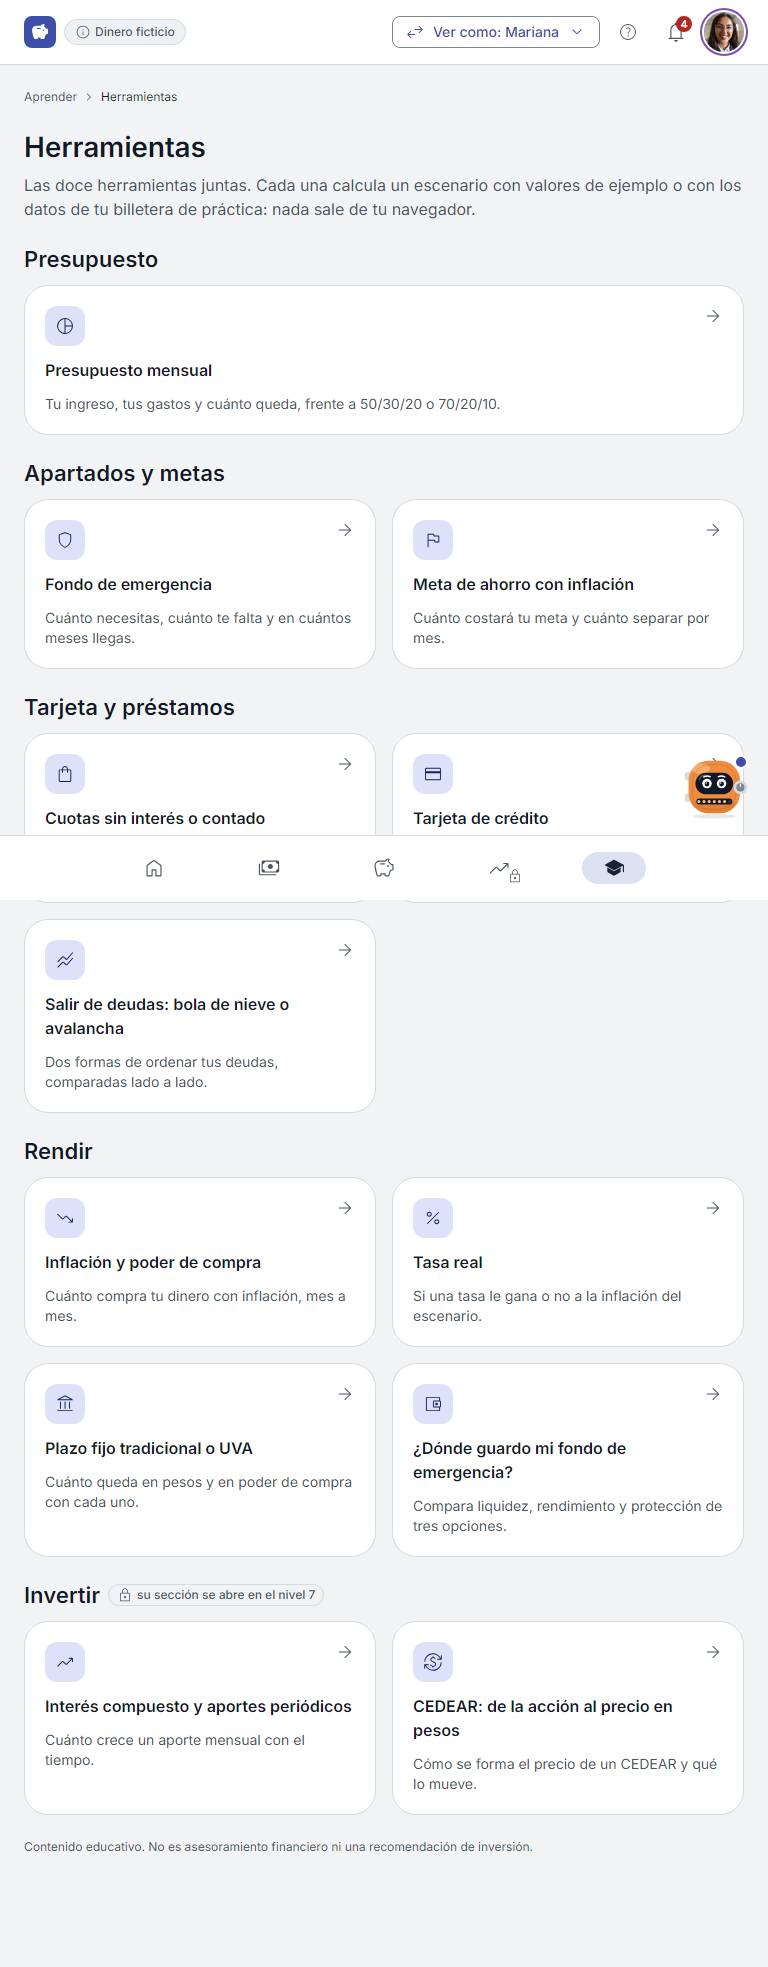 Dinero ficticio
Ver como: Mariana
4
Aprender
Herramientas
Herramientas
Las doce herramientas juntas. Cada una calcula un escenario con valores de ejemplo o con los
datos de tu billetera de práctica: nada sale de tu navegador.
Presupuesto
Presupuesto mensual
Tu ingreso, tus gastos y cuánto queda, frente a 50/30/20 o 70/20/10.
Apartados y metas
Fondo de emergencia
Cuánto necesitas, cuánto te falta y en cuántos
meses llegas.
Meta de ahorro con inflación
Cuánto costará tu meta y cuánto separar por
mes.
Tarjeta y préstamos
Cuotas sin interés o contado
Tarjeta de crédito
Salir de deudas: bola de nieve o
avalancha
Dos formas de ordenar tus deudas,
comparadas lado a lado.
Rendir
Inflación y poder de compra
Cuánto compra tu dinero con inflación, mes a
mes.
Tasa real
Si una tasa le gana o no a la inflación del
escenario.
Plazo fijo tradicional o UVA
Cuánto queda en pesos y en poder de compra
con cada uno.
¿Dónde guardo mi fondo de
emergencia?
Compara liquidez, rendimiento y protección de
tres opciones.
Invertir
su sección se abre en el nivel 7
Interés compuesto y aportes periódicos
Cuánto crece un aporte mensual con el
tiempo.
CEDEAR: de la acción al precio en
pesos
Cómo se forma el precio de un CEDEAR y qué
lo mueve.
Contenido educativo. No es asesoramiento financiero ni una recomendación de inversión.